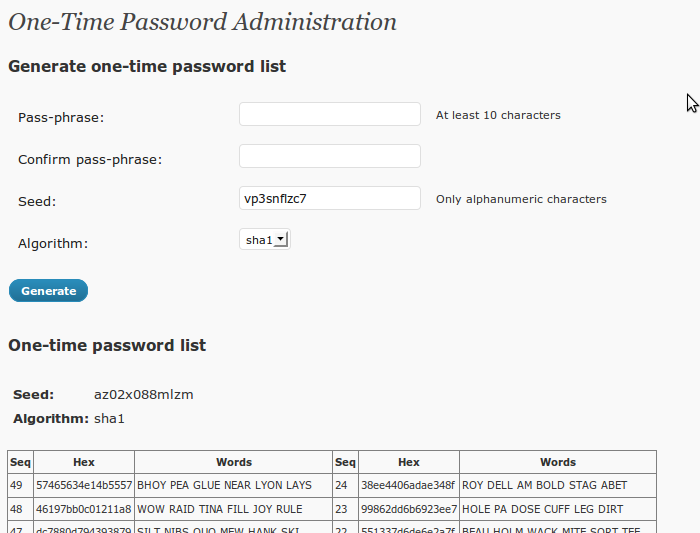 One-Time Password Administration
Generate one-time password list
Pass-phrase: At least 10 characters
Confirm pass-phrase:
Seed: vp3snflzc7 Only alphanumeric characters
Algorithm: sha1
Generate
One-time password list
Seed: az02x088mlzm
Algorithm: sha1
Seq Hex Words Seq Hex Words
49 57465634e14b5557 BHOY PEA GLUE NEAR LYON LAYS 24 38ee4406adae348f ROY DELL AM BOLD STAG ABET
48 46197bb0c01211a8 WOW RAID TINA FILL JOY RULE 23 99862dd6b6923ee7 HOLE PA DOSE CUFF LEG DIRT
47 dc7880d794393879 SILT NIBS QUO MEW HANK SKI 22 551337d6de6e2a7f BEAU HOLM WACK MITE SORT TEE